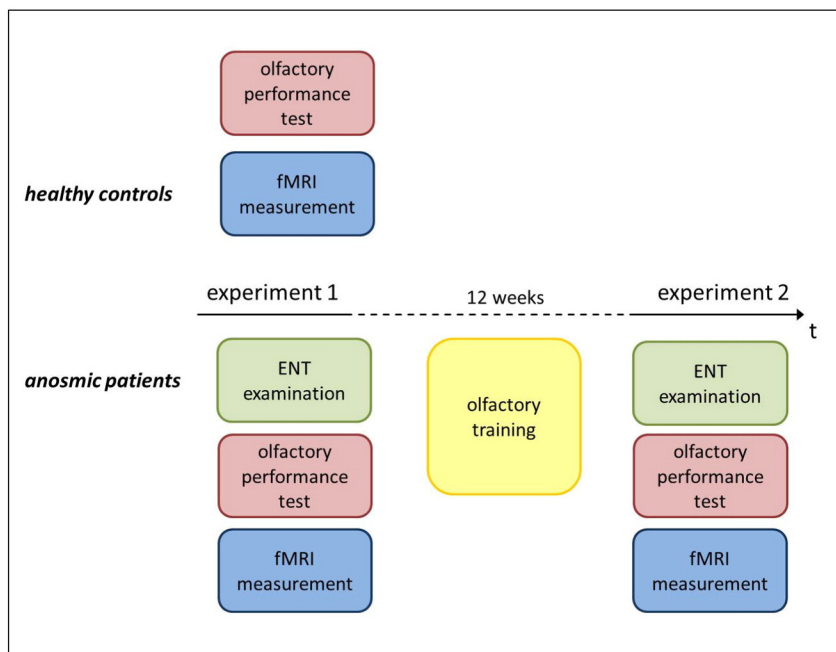 olfactory
performance
test
healthy controls
fMRI
measurement
experiment 1
12 weeks
experiment 2
t
anosmic patients
ENT
examination
olfactory
performance
test
fMRI
measurement
olfactory
training
ENT
examination
olfactory
performance
test
fMRI
measurement